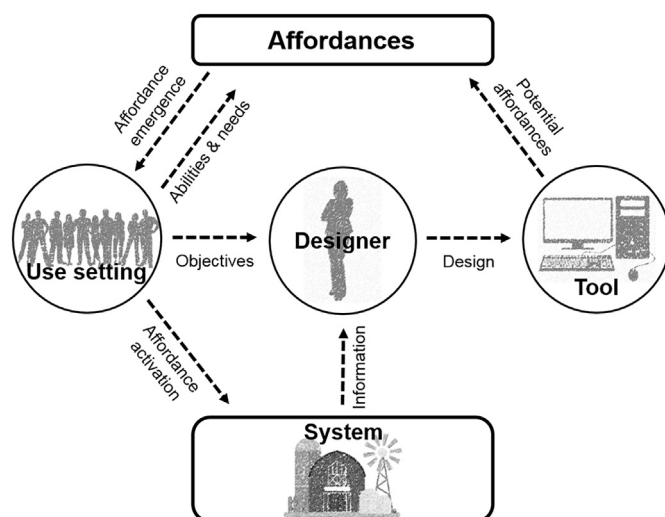 Affordances
Affordance
emergence
Abilities & needs
Potential
affordances
Use setting
Objectives
Designer
Design
Tool
Affordance
activation
Information
System